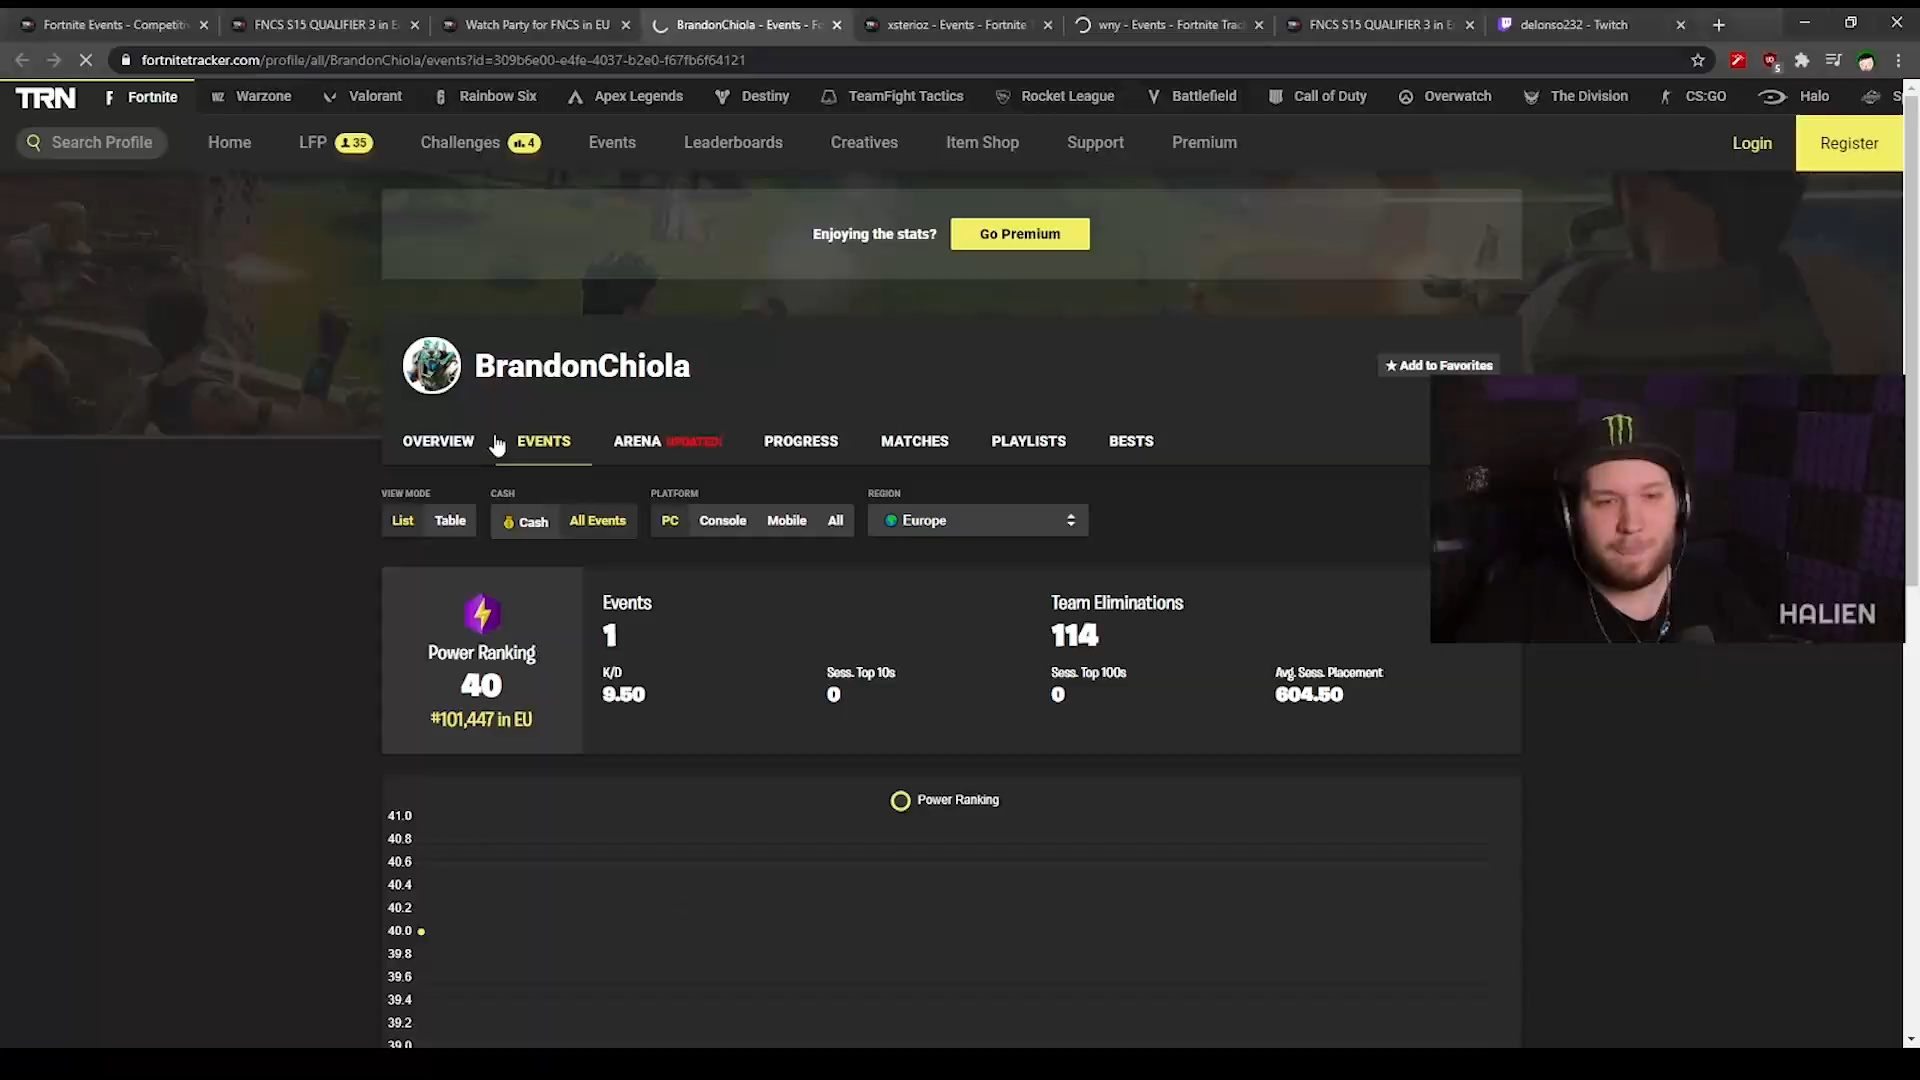 Fortnite Events - Competitiv
FNCS S15 QUALIFIER 3 in E
Watch Party for FNCS in EU
BrandonChiola - Events - Fo
xsterioz - Events - Fortnite
wny - Events - Fortnite Trac
FNCS S15 QUALIFIER 3 in E
delonso232 - Twitch
fortnitetracker.com/profile/all/BrandonChiola/events?id=309b6e00-e4fe-4037-b2e0-f67fb6f64121
5
TRN Fortnite Warzone Valorant Rainbow Six Apex Legends Destiny TeamFight Tactics Rocket League Battlefield Call of Duty Overwatch The Division CS:GO Halo S
Search Profile Home LFP 35 Challenges 4 Events Leaderboards Creatives Item Shop Support Premium Login Register
Enjoying the stats? Go Premium
BrandonChiola
★ Add to Favorites
OVERVIEW EVENTS ARENA UPDATED! PROGRESS MATCHES PLAYLISTS BESTS
VIEW MODE CASH PLATFORM REGION
List Table Cash All Events PC Console Mobile All Europe
Power Ranking
40
#101,447 in EU
Events
1
Team Eliminations
114
K/D
9.50
Sess. Top 10s
0
Sess. Top 100s
0
Avg. Sess. Placement
604.50
HALIEN
Power Ranking
41.0
40.8
40.6
40.4
40.2
40.0
39.8
39.6
39.4
39.2
39.0